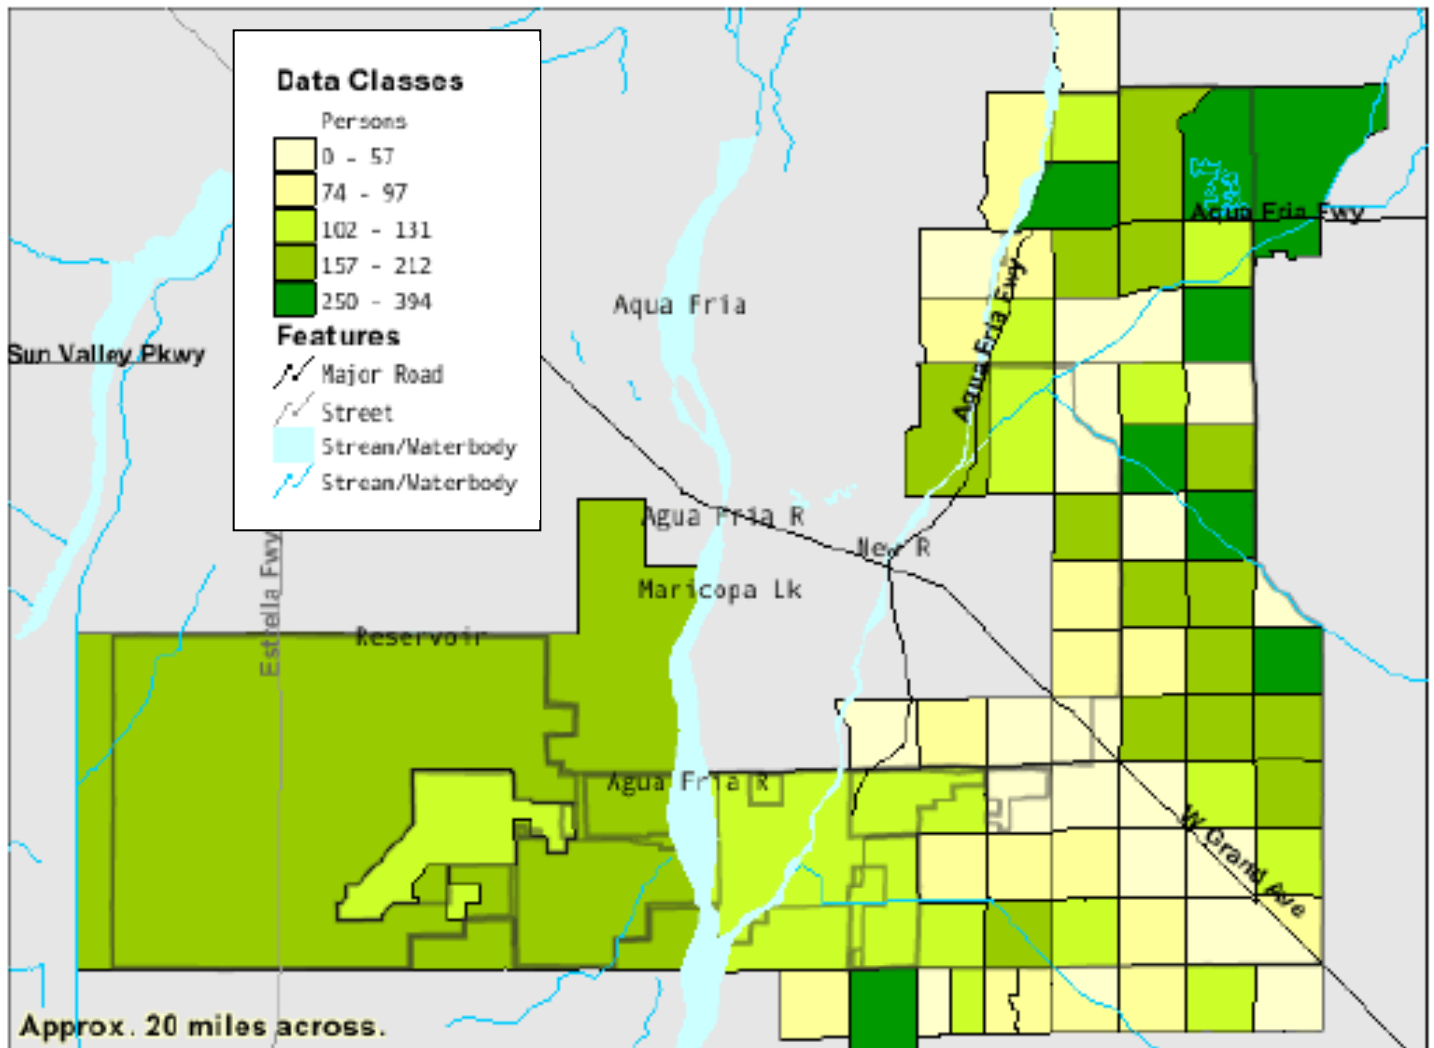 Data Classes
Persons
0 - 57
74 - 97
102 - 131
157 - 212
250 - 394
Features
Major Road
Street
Stream/Waterbody
Stream/Waterbody
Aqua Fria Fwy
Agua Fria Fwy
Aqua Fria
Sun Valley Pkwy
Agua Fria R
New R
Estrella Fwy
Maricopa Lk
Reservoir
Agua Fria R
W Grand Ave
Approx. 20 miles across.